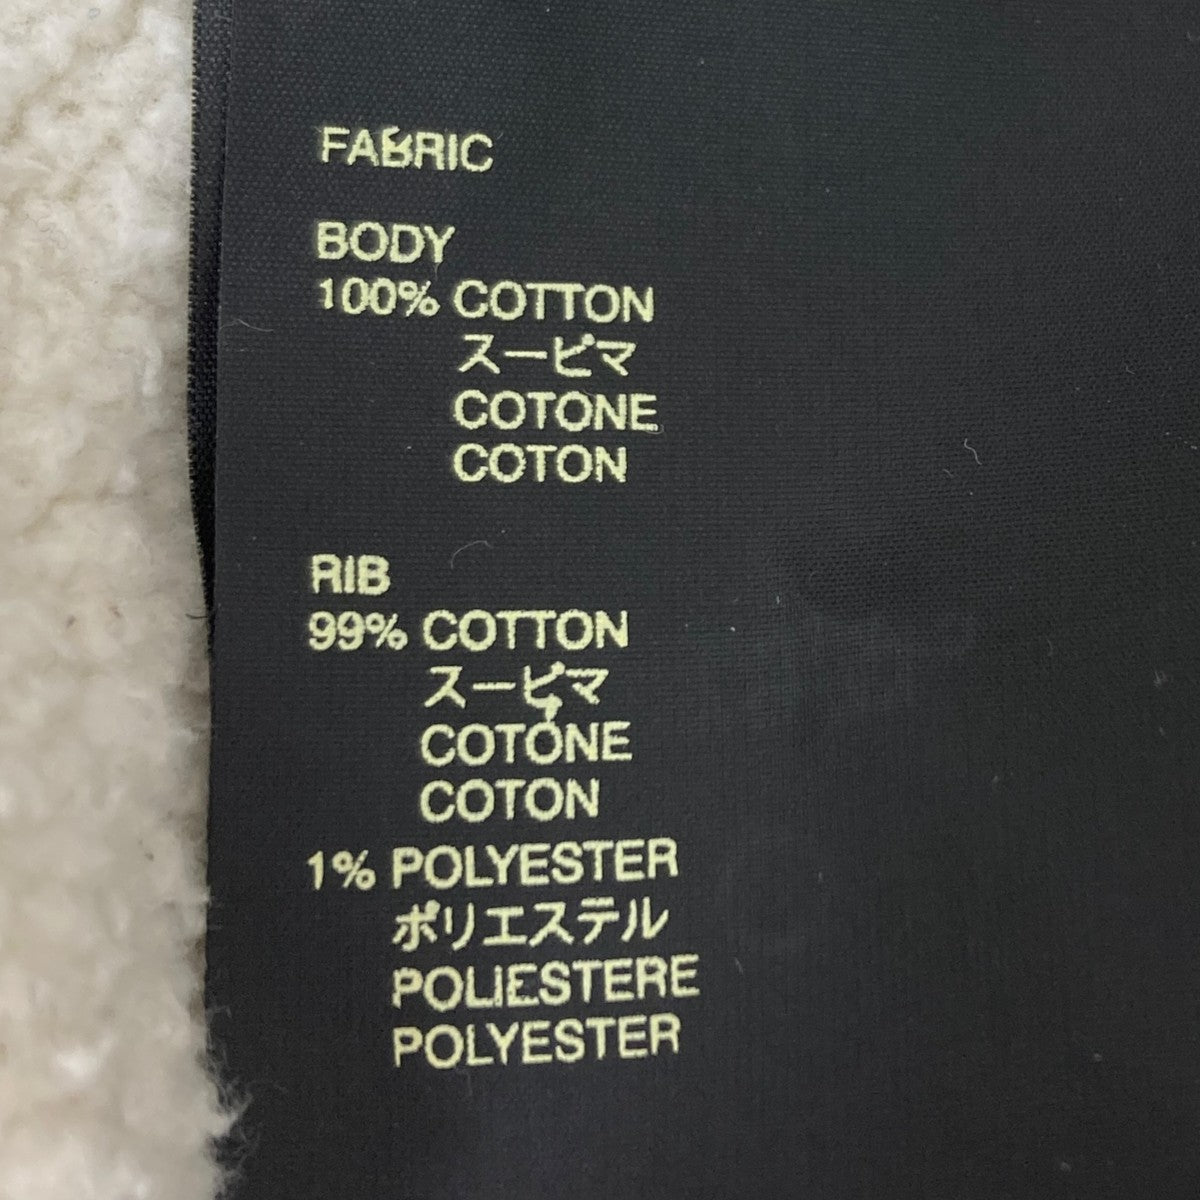 FABRIC
BODY
100% COTTON
スーピマ
COTONE
COTON
RIB
99% COTTON
スーピマ
COTONE
COTON
1% POLYESTER
ポリエステル
POLIESTERE
POLYESTER